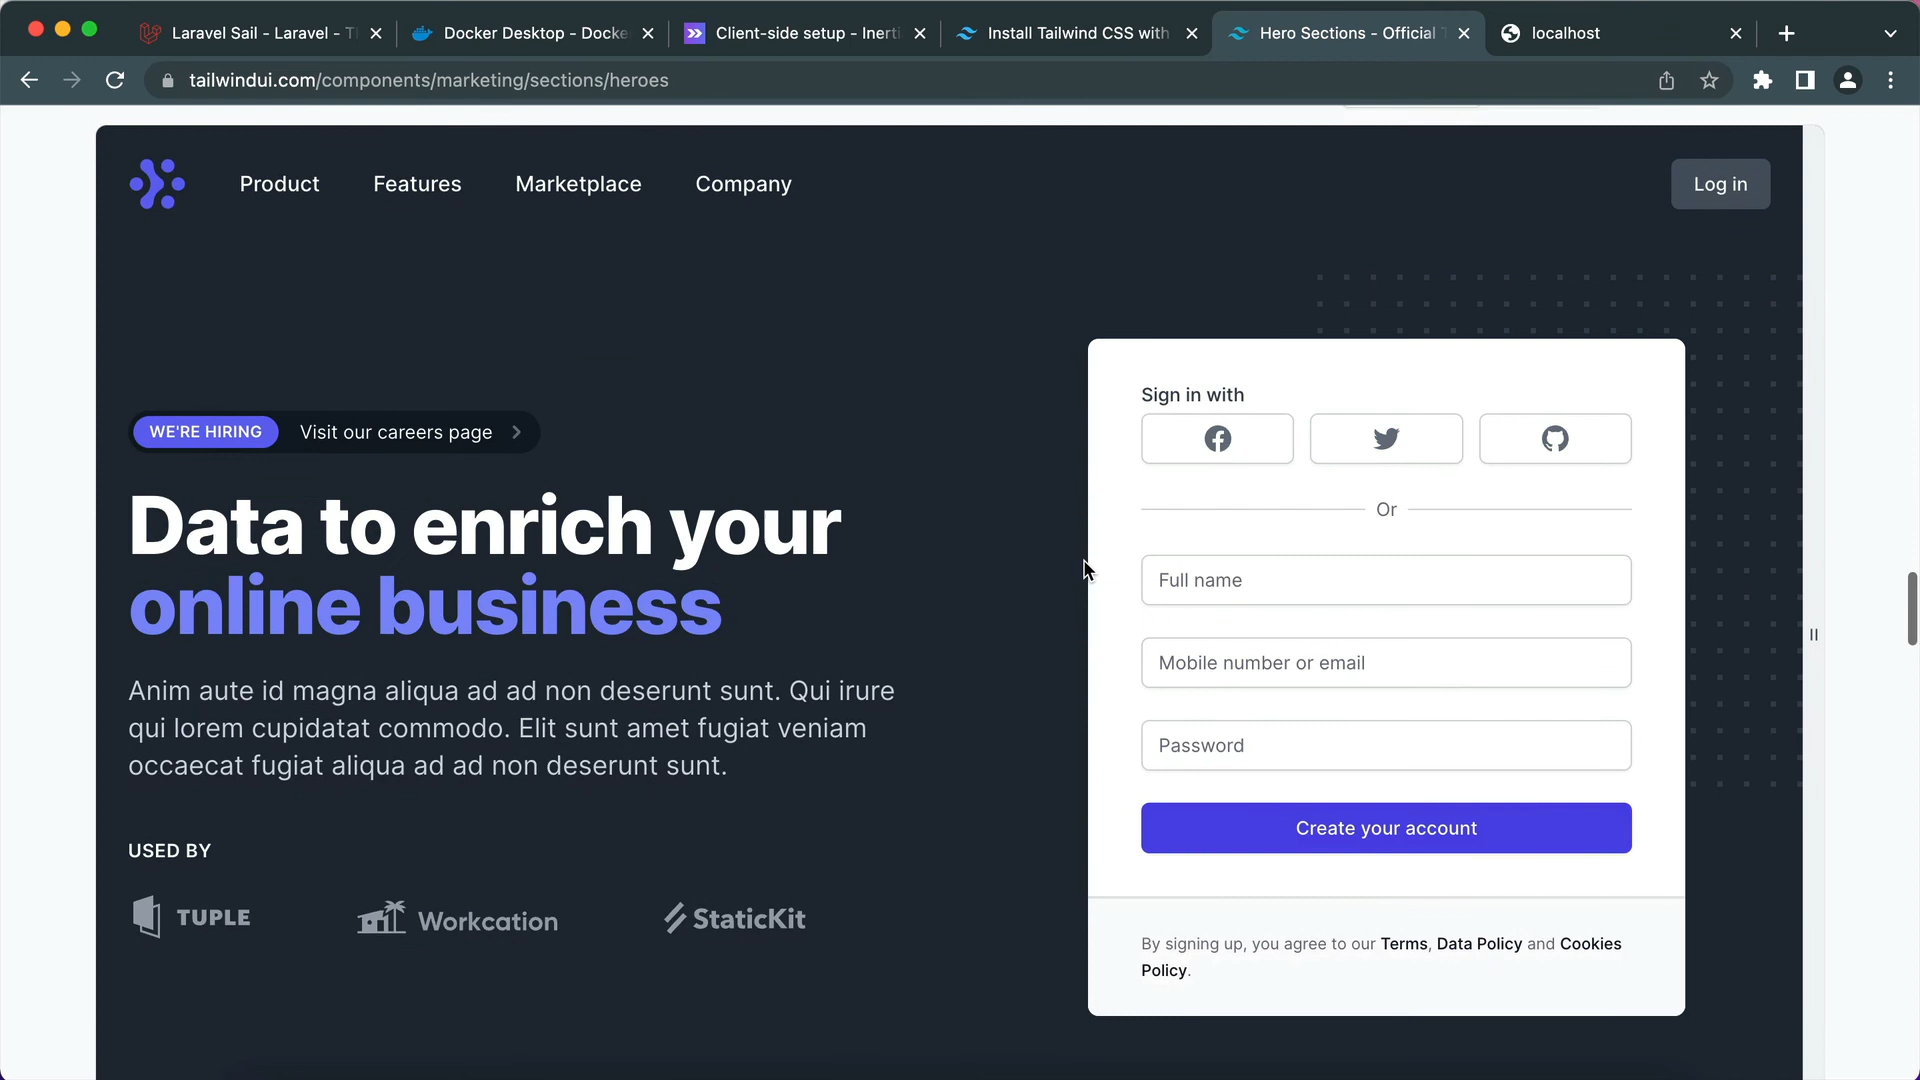 Laravel Sail - Laravel - T
Docker Desktop - Docke
Client-side setup - Inerti
Install Tailwind CSS with
Hero Sections - Official T
localhost
tailwindui.com/components/marketing/sections/heroes
Product
Features
Marketplace
Company
Log in
WE'RE HIRING
Visit our careers page
Data to enrich your
online business
Anim aute id magna aliqua ad ad non deserunt sunt. Qui irure
qui lorem cupidatat commodo. Elit sunt amet fugiat veniam
occaecat fugiat aliqua ad ad non deserunt sunt.
USED BY
TUPLE
Workcation
StaticKit
Sign in with
Or
Full name
Mobile number or email
Password
Create your account
By signing up, you agree to our Terms, Data Policy and Cookies
Policy.